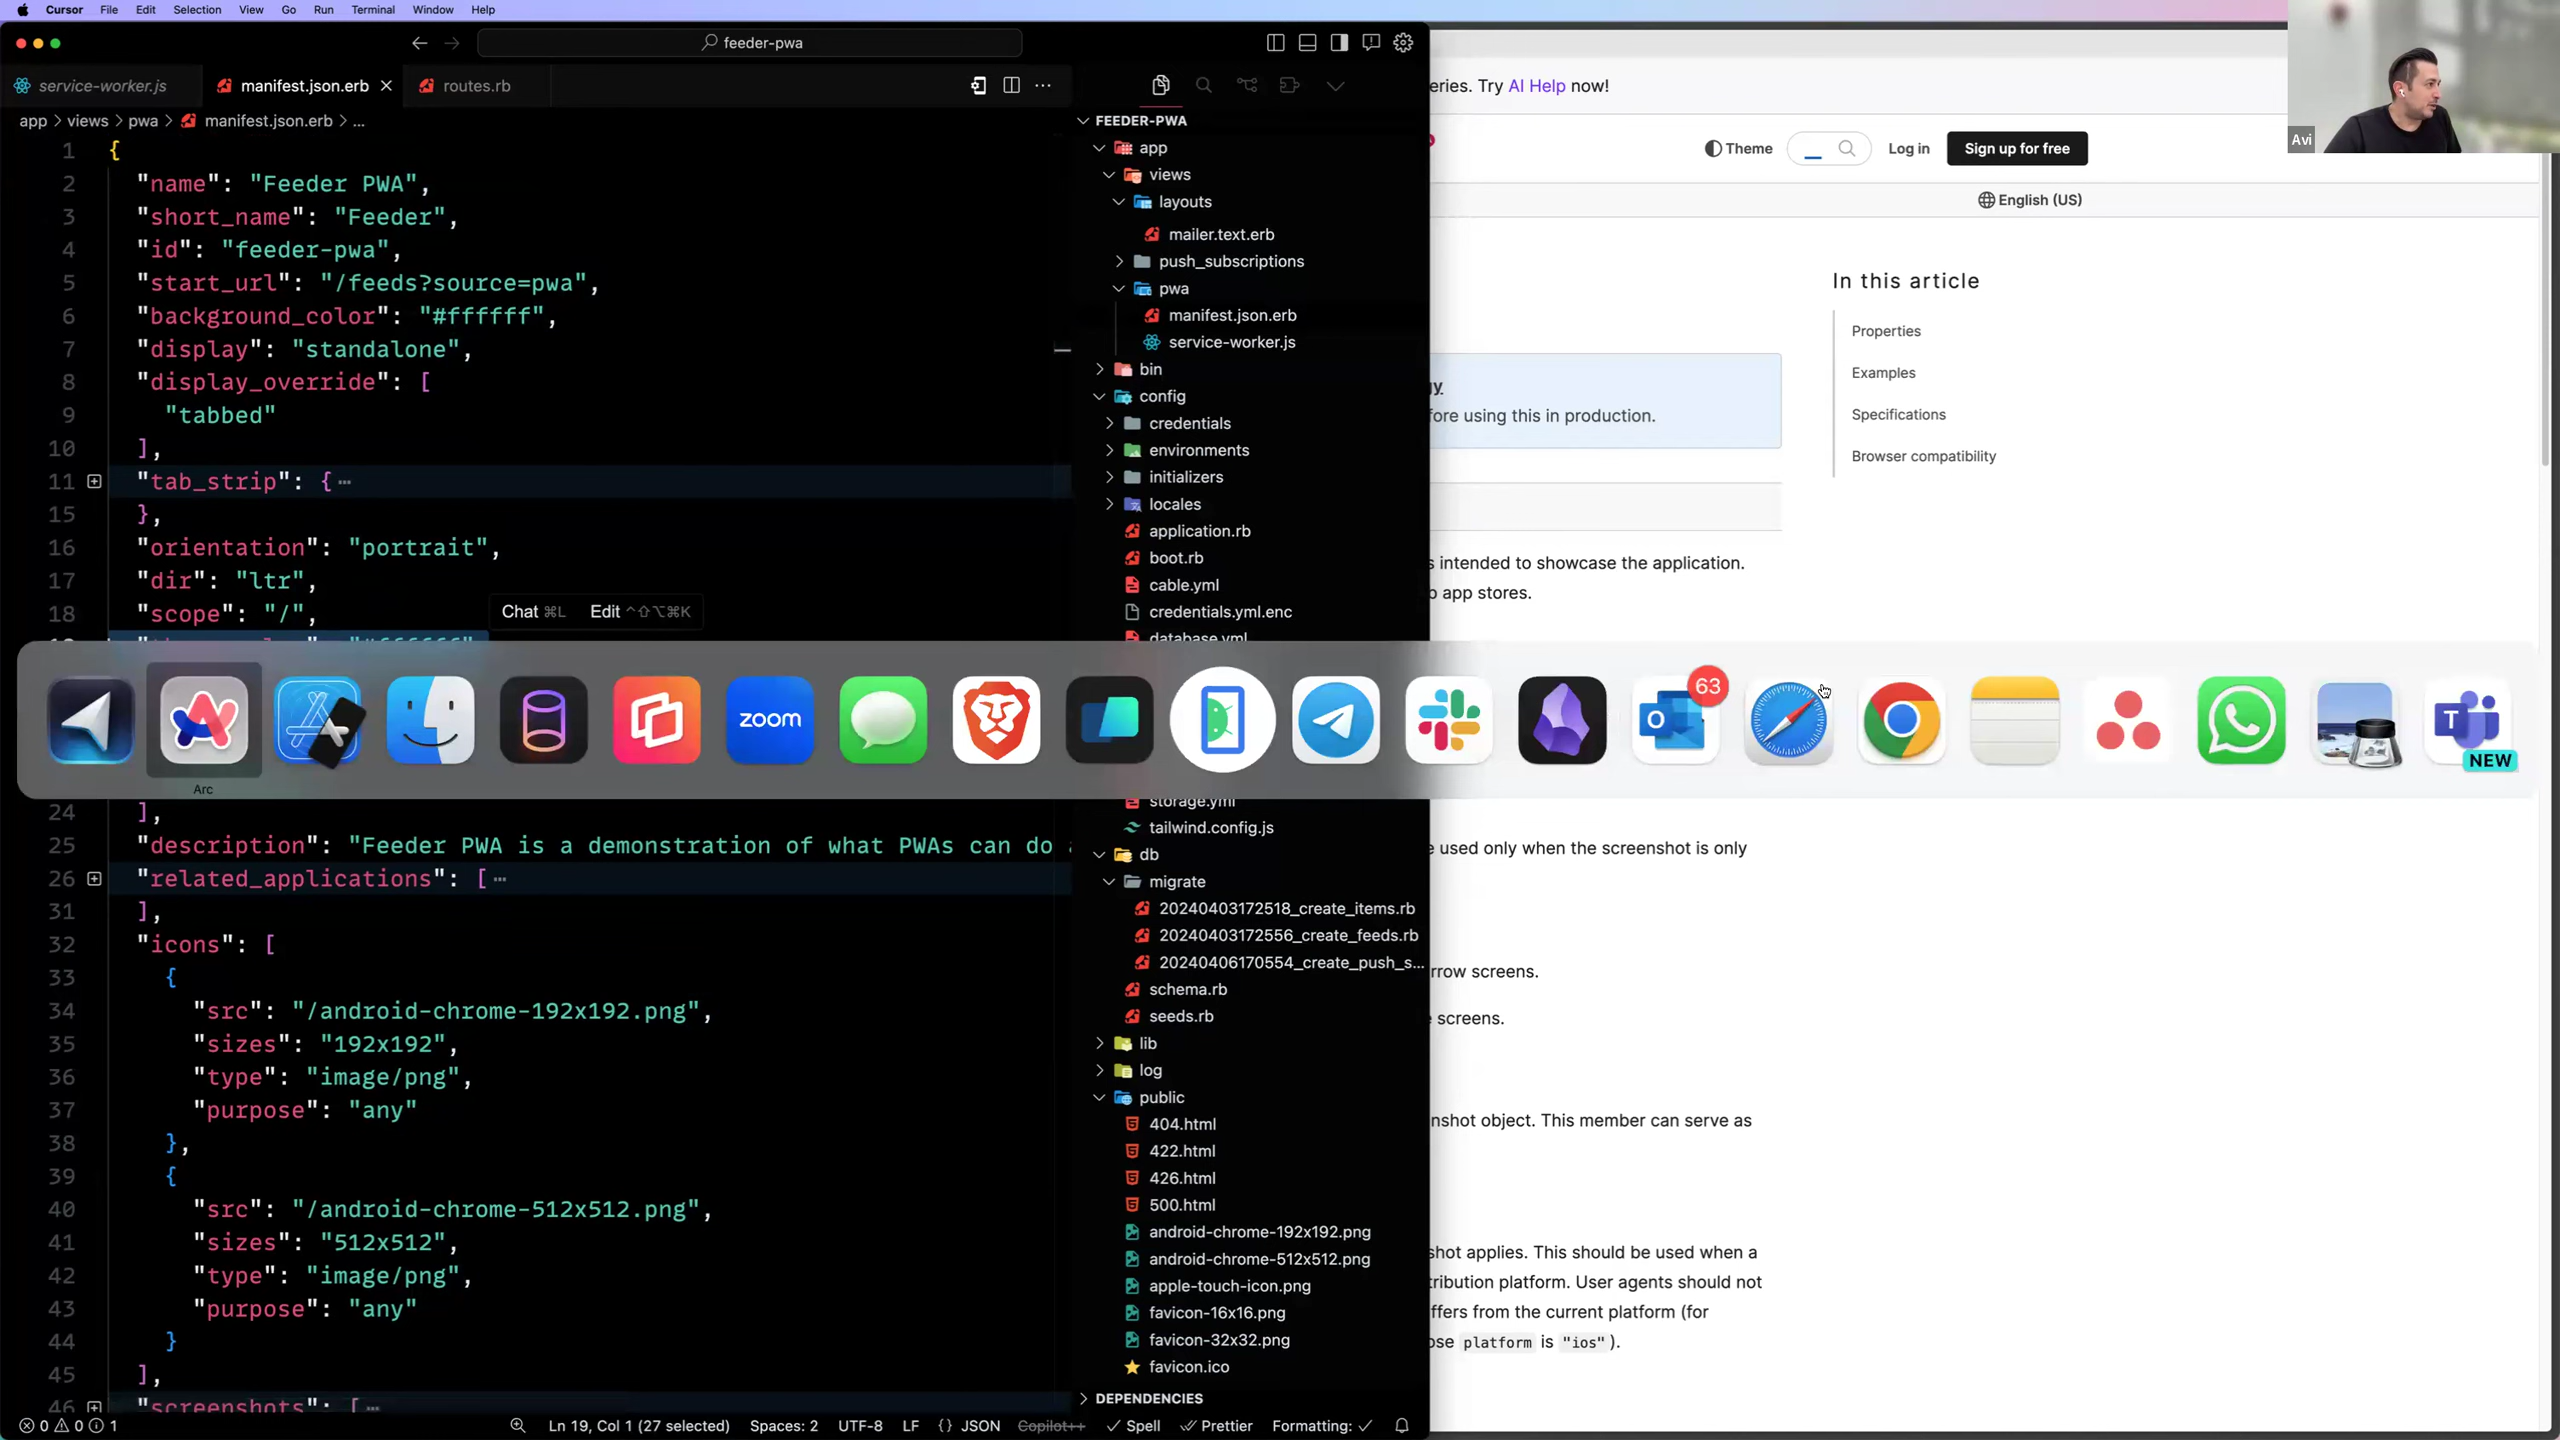 Cursor File Edit Selection View Go Run Terminal Window Help
feeder-pwa
service-worker.js manifest.json.erb routes.rb
app > views > pwa > manifest.json.erb > ...
1 {
2 "name": "Feeder PWA",
3 "short_name": "Feeder",
4 "id": "feeder-pwa",
5 "start_url": "/feeds?source=pwa",
6 "background_color": "#ffffff",
7 "display": "standalone",
8 "display_override": [
9 "tabbed"
10 ],
11 "tab_strip": { ⋯
15 },
16 "orientation": "portrait",
17 "dir": "ltr",
18 "scope": "/",
Chat ⌘L Edit ^⇧⌥⌘K
24 ],
25 "description": "Feeder PWA is a demonstration of what PWAs can do
26 "related_applications": [ ⋯
31 ],
32 "icons": [
33 {
34 "src": "/android-chrome-192x192.png",
35 "sizes": "192x192",
36 "type": "image/png",
37 "purpose": "any"
38 },
39 {
40 "src": "/android-chrome-512x512.png",
41 "sizes": "512x512",
42 "type": "image/png",
43 "purpose": "any"
44 }
45 ],
46 "screenshots": [ ⋯
FEEDER-PWA
app
views
layouts
mailer.text.erb
push_subscriptions
pwa
manifest.json.erb
service-worker.js
bin
config
credentials
environments
initializers
locales
application.rb
boot.rb
cable.yml
credentials.yml.enc
database.yml
storage.yml
tailwind.config.js
db
migrate
20240403172518_create_items.rb
20240403172556_create_feeds.rb
20240406170554_create_push_s...
schema.rb
seeds.rb
lib
log
public
404.html
422.html
426.html
500.html
android-chrome-192x192.png
android-chrome-512x512.png
apple-touch-icon.png
favicon-16x16.png
favicon-32x32.png
favicon.ico
DEPENDENCIES
0 0 1 Ln 19, Col 1 (27 selected) Spaces: 2 UTF-8 LF {} JSON Copilot++ Spell Prettier Formatting:
zoom
63
NEW
Arc
eries. Try AI Help now!
Theme Log in Sign up for free
English (US)
Avi
In this article
Properties
Examples
Specifications
Browser compatibility
gy
fore using this in production.
s intended to showcase the application.
app stores.
used only when the screenshot is only
rrow screens.
screens.
nshot object. This member can serve as
shot applies. This should be used when a
tribution platform. User agents should not
ffers from the current platform (for
ose platform is "ios" ).